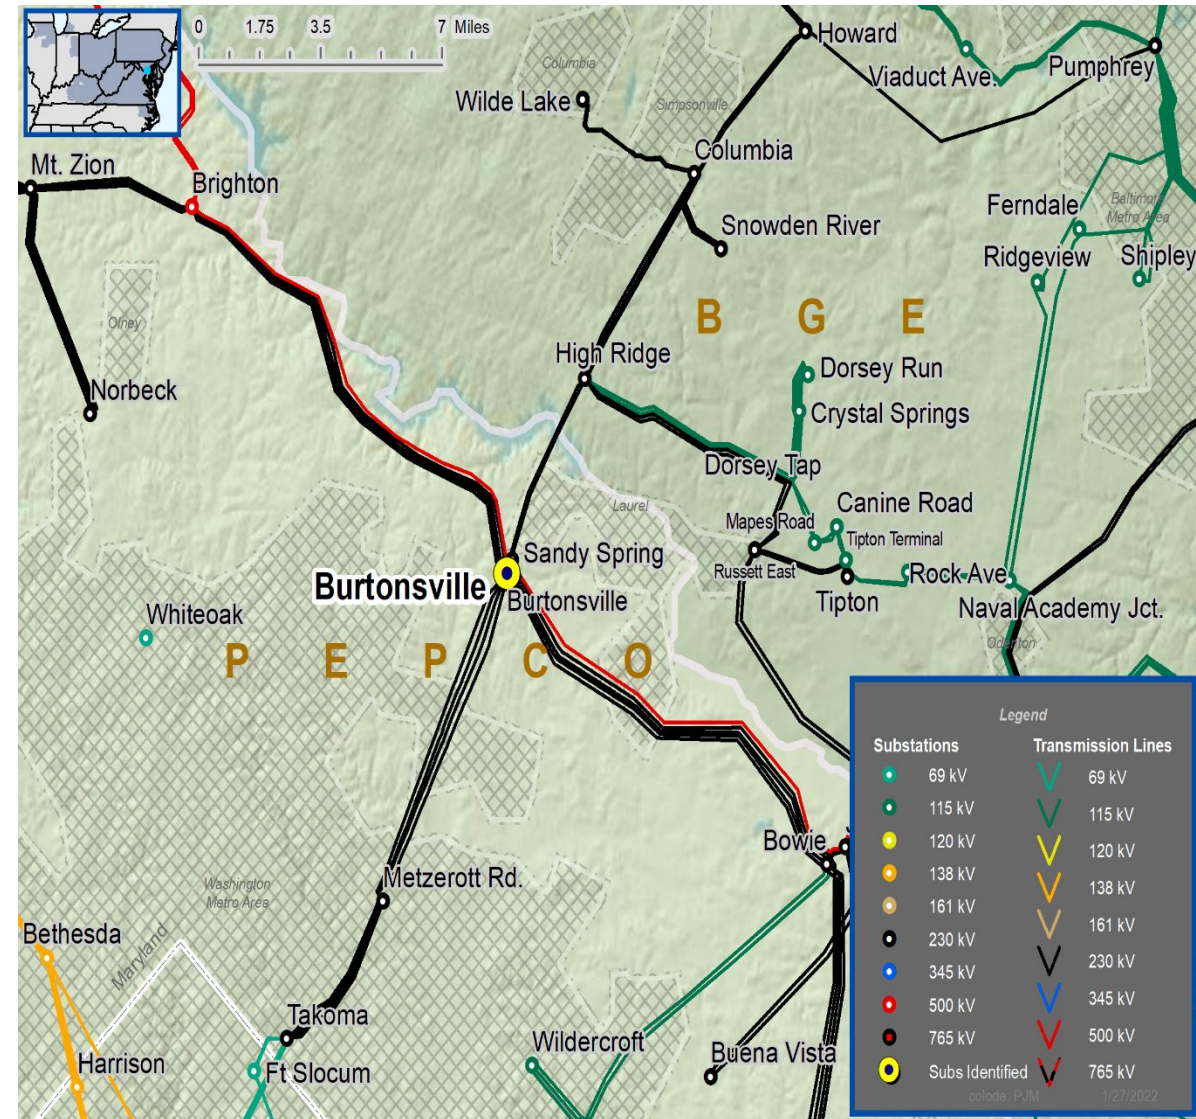 0 1.75 3.5 7 Miles
Howard
Viaduct Ave.
Pumphrey
Columbia
Wilde Lake
Simpsonville
Mt. Zion
Brighton
Columbia
Snowden River
Ferndale
Baltimore
Metro Area
Ridgeview
Shipley
B G E
Olney
High Ridge
Dorsey Run
Norbeck
Crystal Springs
Dorsey Tap
Laurel
Canine Road
Mapes Road
Tipton Terminal
Sandy Spring
Russett East
Rock Ave.
Burtonsville
Burtonsville
Tipton
Naval Academy Jct.
Whiteoak
Odenton
P E P C O
Bowie
Metzerott Rd.
Washington
Metro Area
Bethesda
Maryland
Takoma
Wildercroft
Buena Vista
Harrison
Ft Slocum
Legend
Substations
69 kV
115 kV
120 kV
138 kV
161 kV
230 kV
345 kV
500 kV
765 kV
Subs Identified
Transmission Lines
69 kV
115 kV
120 kV
138 kV
161 kV
230 kV
345 kV
500 kV
765 kV
colode; PJM 1/27/2022